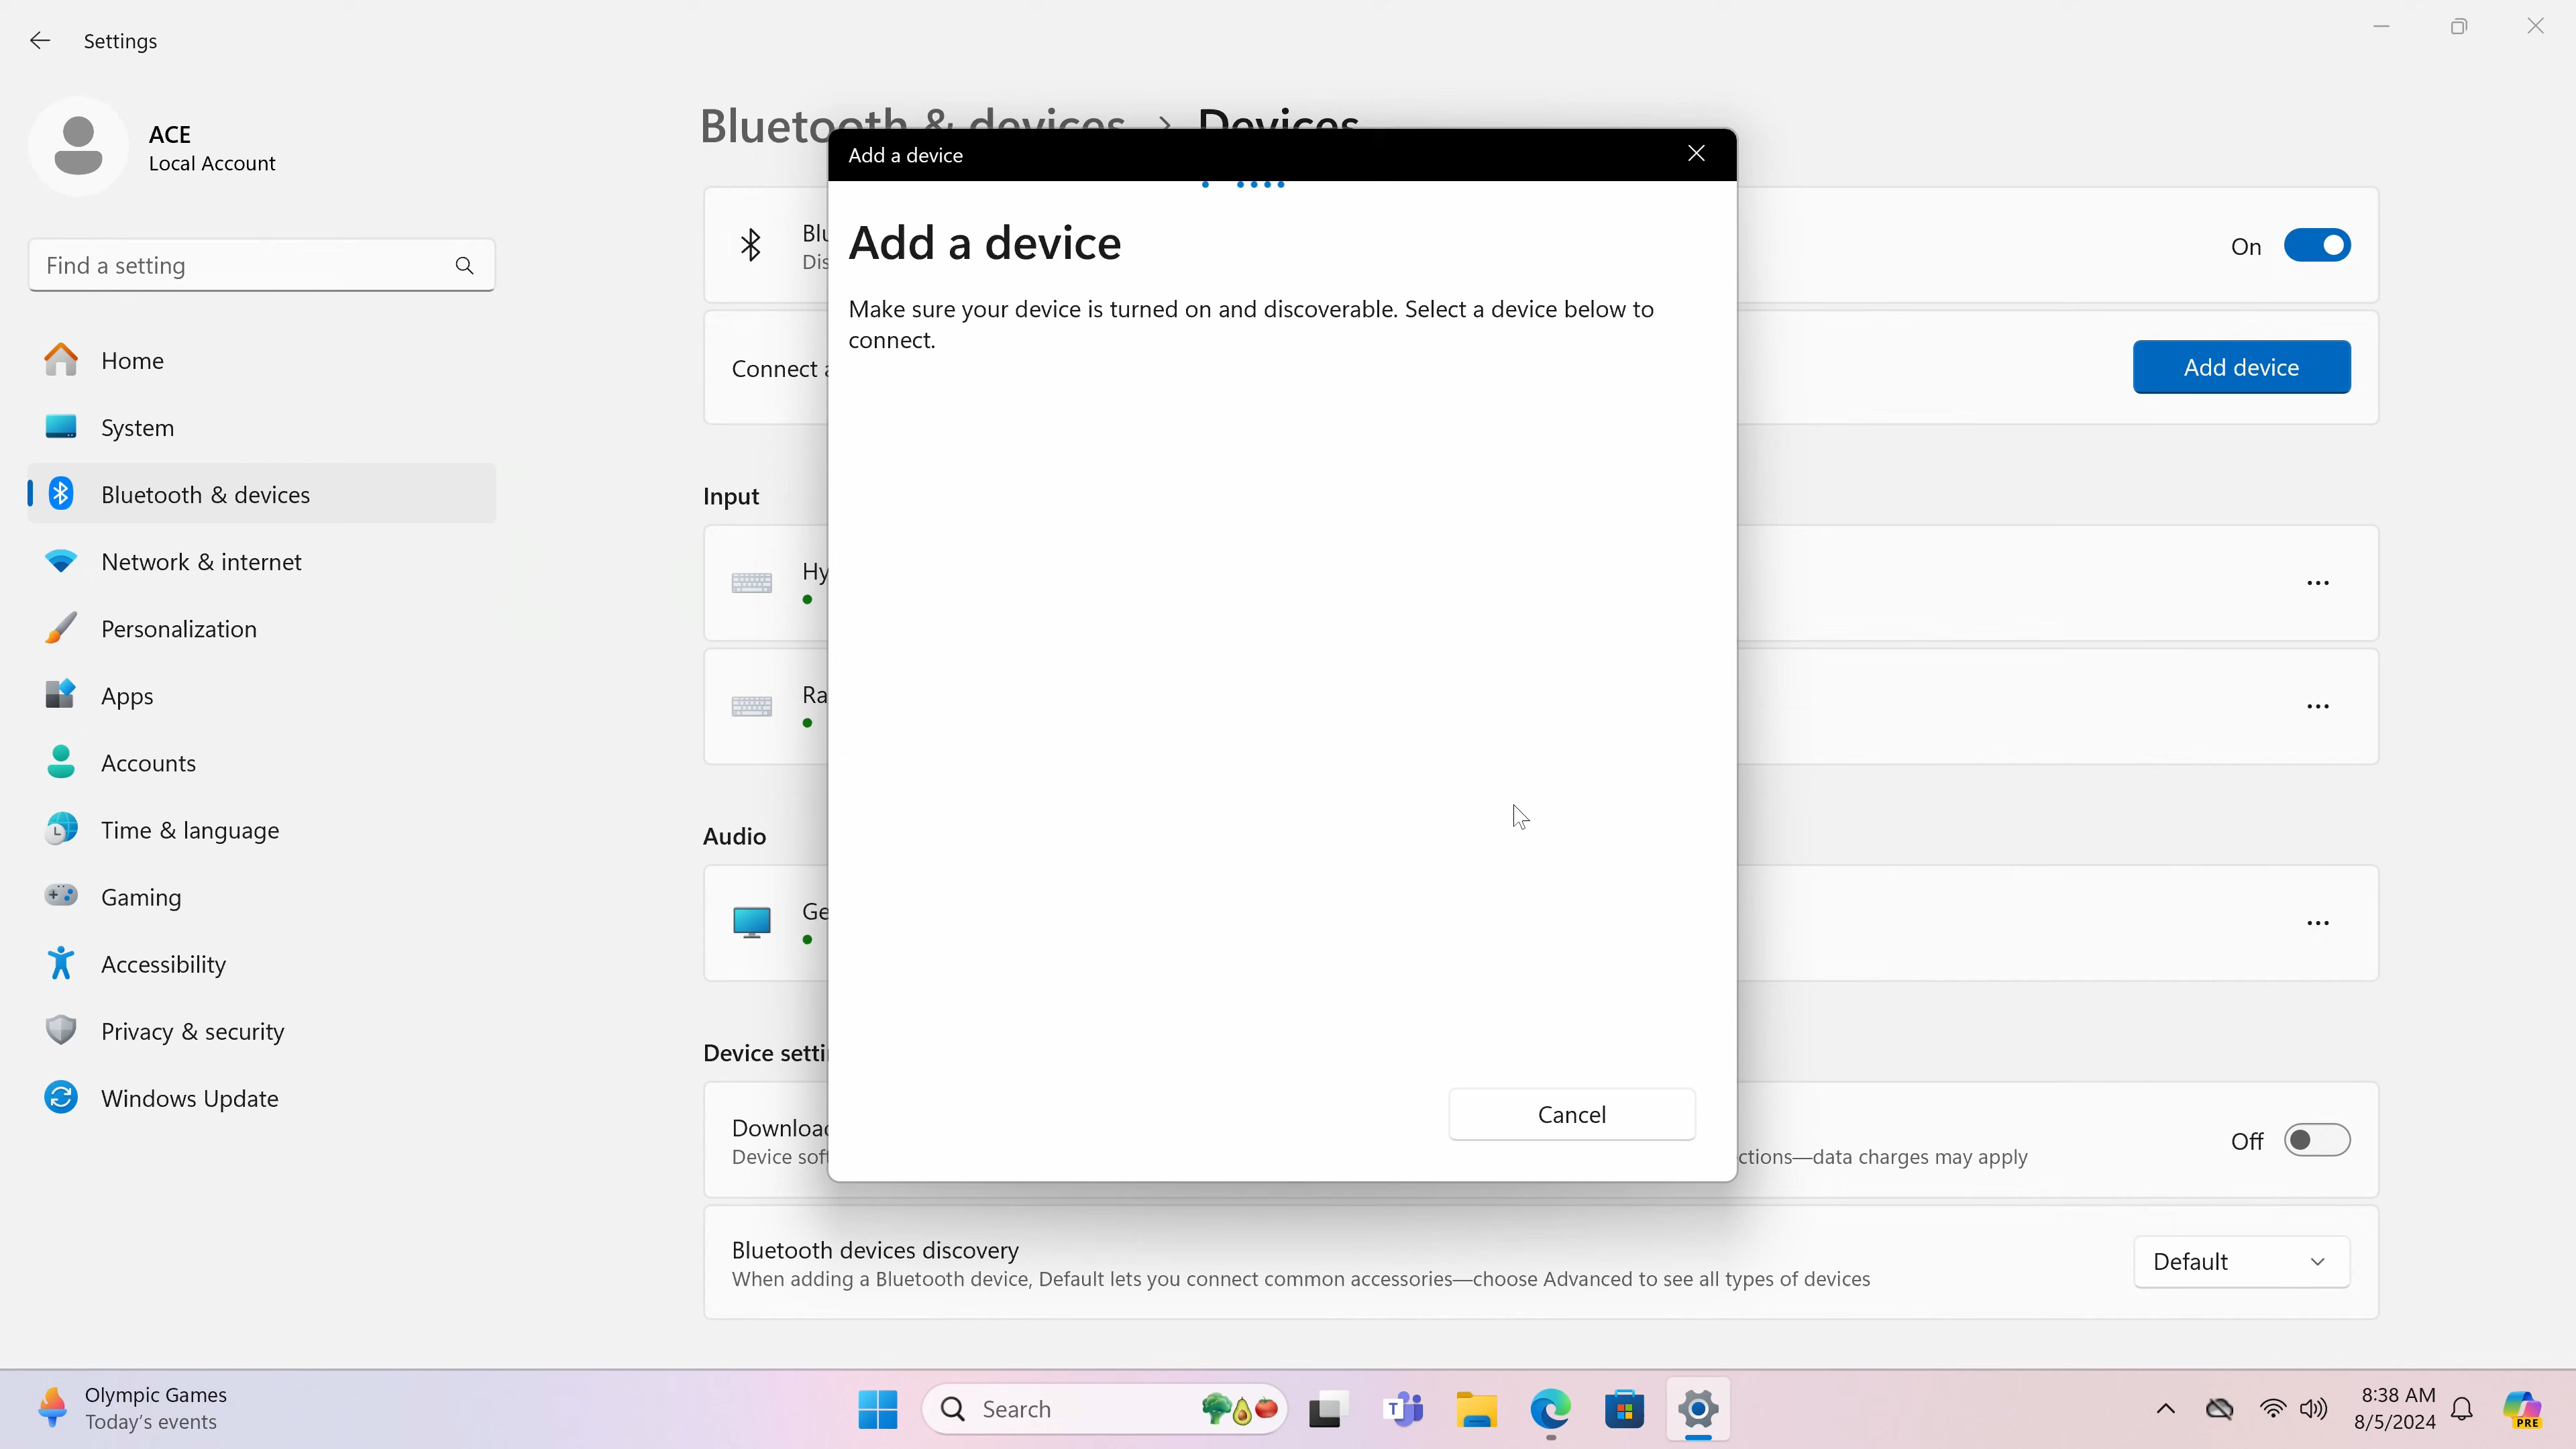 Settings
ACE
Local Account
Find a setting
Home
System
Bluetooth & devices
Network & internet
Personalization
Apps
Accounts
Time & language
Gaming
Accessibility
Privacy & security
Windows Update
Bluetooth & devices > Devices
Add a device
Add a device
Make sure your device is turned on and discoverable. Select a device below to
connect.
Cancel
On
Connect
Add device
Input
Audio
Device
Off
ctions—data charges may apply
Bluetooth devices discovery
When adding a Bluetooth device, Default lets you connect common accessories—choose Advanced to see all types of devices
Default
Olympic Games
Today's events
Search
T
8:38 AM
8/5/2024
PRE